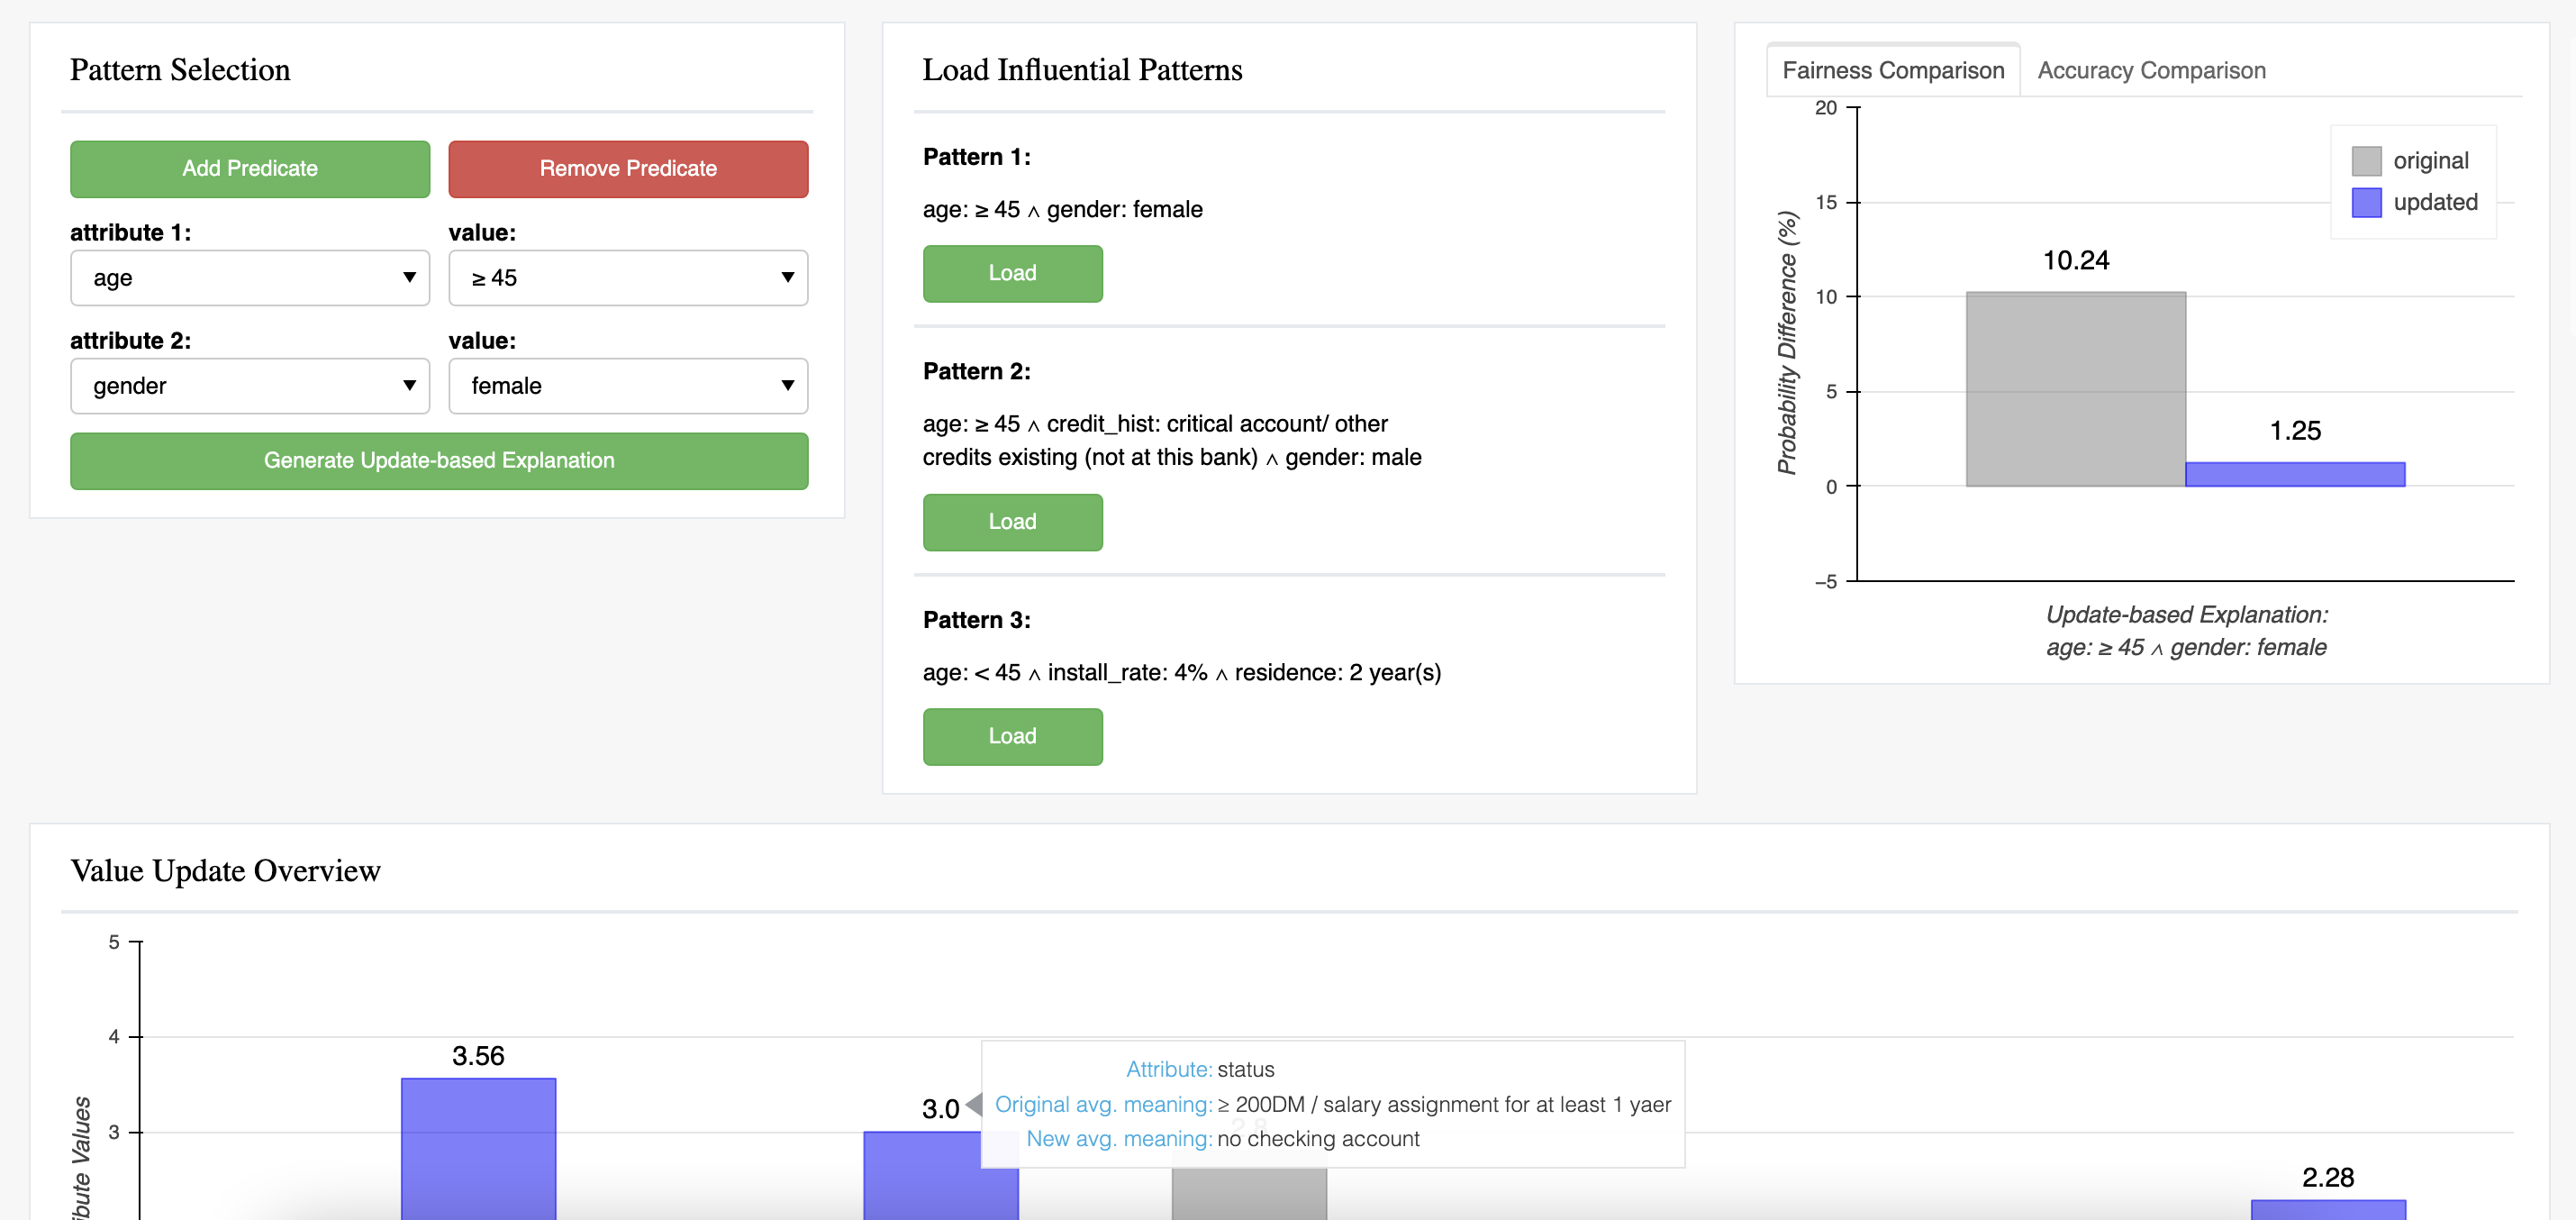 Pattern Selection
Add Predicate
Remove Predicate
attribute 1:
value:
age
≥ 45
attribute 2:
value:
gender
female
Generate Update-based Explanation
Load Influential Patterns
Pattern 1:
age: ≥ 45 ∧ gender: female
Load
Pattern 2:
age: ≥ 45 ∧ credit_hist: critical account/ other
credits existing (not at this bank) ∧ gender: male
Load
Pattern 3:
age: < 45 ∧ install_rate: 4% ∧ residence: 2 year(s)
Load
Fairness Comparison
Accuracy Comparison
Probability Difference (%)
20
15
10
5
0
−5
original
updated
10.24
1.25
Update-based Explanation:
age: ≥ 45 ∧ gender: female
Value Update Overview
5
4
3
3.56
3.0
Attribute: status
Original avg. meaning: ≥ 200DM / salary assignment for at least 1 yaer
New avg. meaning: no checking account
2.8
2.28